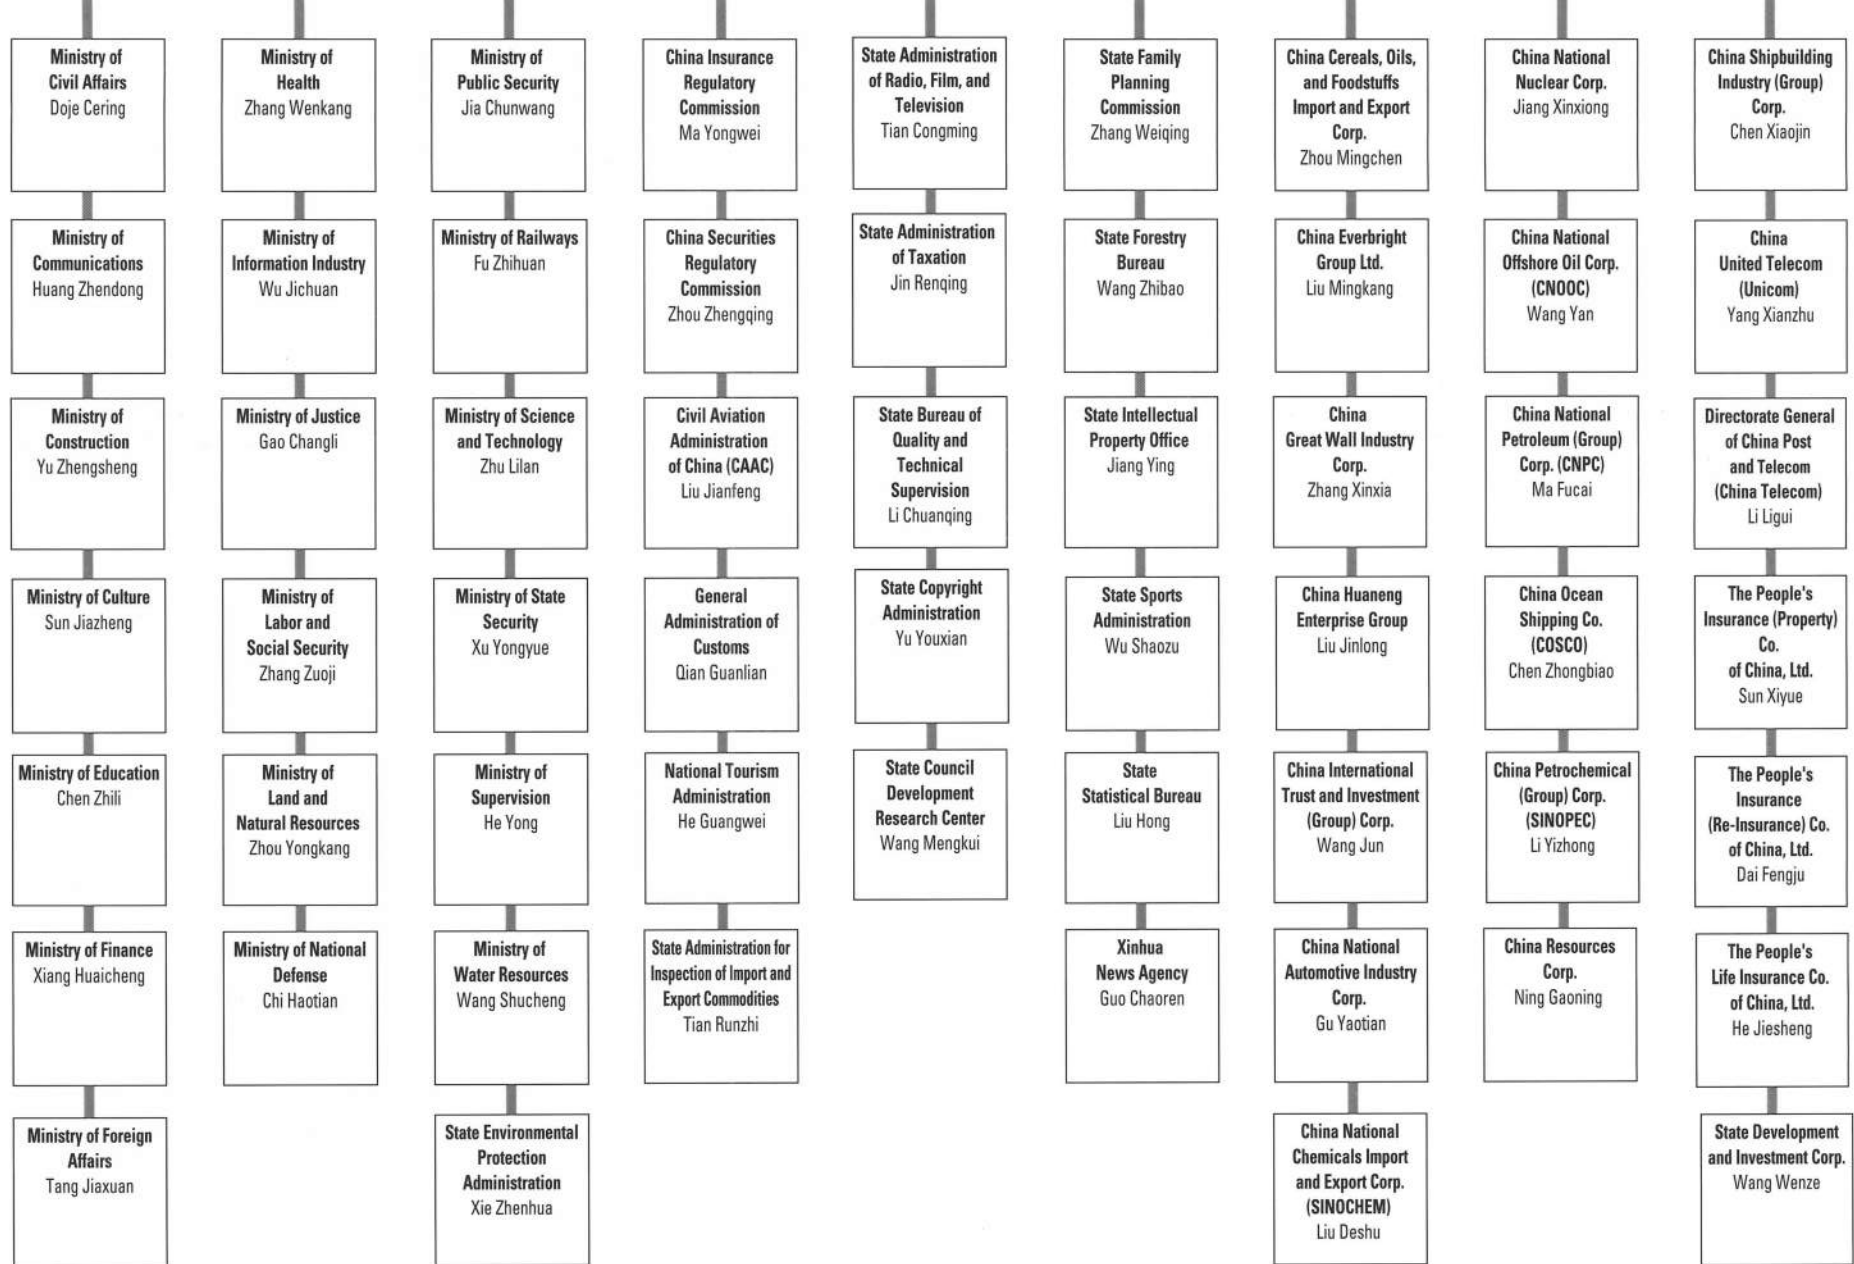 Ministry of
Civil Affairs
Doje Cering
Ministry of
Communications
Huang Zhendong
Ministry of
Construction
Yu Zhengsheng
Ministry of Culture
Sun Jiazheng
Ministry of Education
Chen Zhili
Ministry of Finance
Xiang Huaicheng
Ministry of Foreign
Affairs
Tang Jiaxuan
Ministry of
Health
Zhang Wenkang
Ministry of
Information Industry
Wu Jichuan
Ministry of Justice
Gao Changli
Ministry of
Labor and
Social Security
Zhang Zuoji
Ministry of
Land and
Natural Resources
Zhou Yongkang
Ministry of National
Defense
Chi Haotian
Ministry of
Public Security
Jia Chunwang
Ministry of Railways
Fu Zhihuan
Ministry of Science
and Technology
Zhu Lilan
Ministry of State
Security
Xu Yongyue
Ministry of
Supervision
He Yong
Ministry of
Water Resources
Wang Shucheng
State Environmental
Protection
Administration
Xie Zhenhua
China Insurance
Regulatory
Commission
Ma Yongwei
China Securities
Regulatory
Commission
Zhou Zhengqing
Civil Aviation
Administration
of China (CAAC)
Liu Jianfeng
General
Administration of
Customs
Qian Guanlian
National Tourism
Administration
He Guangwei
State Administration for
Inspection of Import and
Export Commodities
Tian Runzhi
State Administration
of Radio, Film, and
Television
Tian Congming
State Administration
of Taxation
Jin Renqing
State Bureau of
Quality and
Technical
Supervision
Li Chuanqing
State Copyright
Administration
Yu Youxian
State Council
Development
Research Center
Wang Mengkui
State Family
Planning
Commission
Zhang Weiqing
State Forestry
Bureau
Wang Zhibao
State Intellectual
Property Office
Jiang Ying
State Sports
Administration
Wu Shaozu
State
Statistical Bureau
Liu Hong
Xinhua
News Agency
Guo Chaoren
China Cereals, Oils,
and Foodstuffs
Import and Export
Corp.
Zhou Mingchen
China Everbright
Group Ltd.
Liu Mingkang
China
Great Wall Industry
Corp.
Zhang Xinxia
China Huaneng
Enterprise Group
Liu Jinlong
China International
Trust and Investment
(Group) Corp.
Wang Jun
China National
Automotive Industry
Corp.
Gu Yaotian
China National
Chemicals Import
and Export Corp.
(SINOCHEM)
Liu Deshu
China National
Nuclear Corp.
Jiang Xinxiong
China National
Offshore Oil Corp.
(CNOOC)
Wang Yan
China National
Petroleum (Group)
Corp. (CNPC)
Ma Fucai
China Ocean
Shipping Co.
(COSCO)
Chen Zhongbiao
China Petrochemical
(Group) Corp.
(SINOPEC)
Li Yizhong
China Resources
Corp.
Ning Gaoning
China Shipbuilding
Industry (Group)
Corp.
Chen Xiaojin
China
United Telecom
(Unicom)
Yang Xianzhu
Directorate General
of China Post
and Telecom
(China Telecom)
Li Ligui
The People's
Insurance (Property)
Co.
of China, Ltd.
Sun Xiyue
The People's
Insurance
(Re-Insurance) Co.
of China, Ltd.
Dai Fengju
The People's
Life Insurance Co.
of China, Ltd.
He Jiesheng
State Development
and Investment Corp.
Wang Wenze